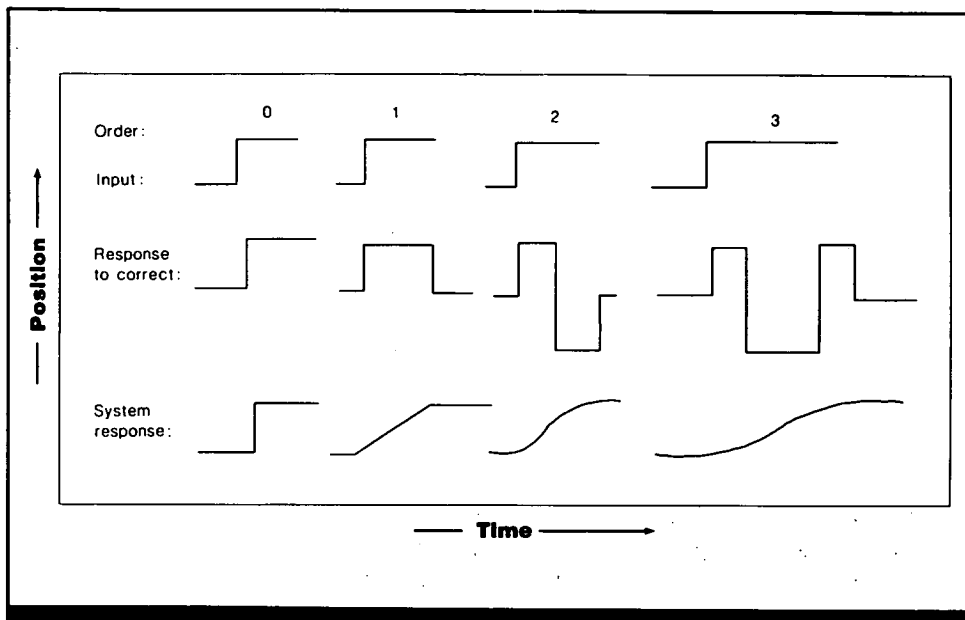 0 1 2 3
Order:
Input:
Response
to correct:
System
response:
Position
Time